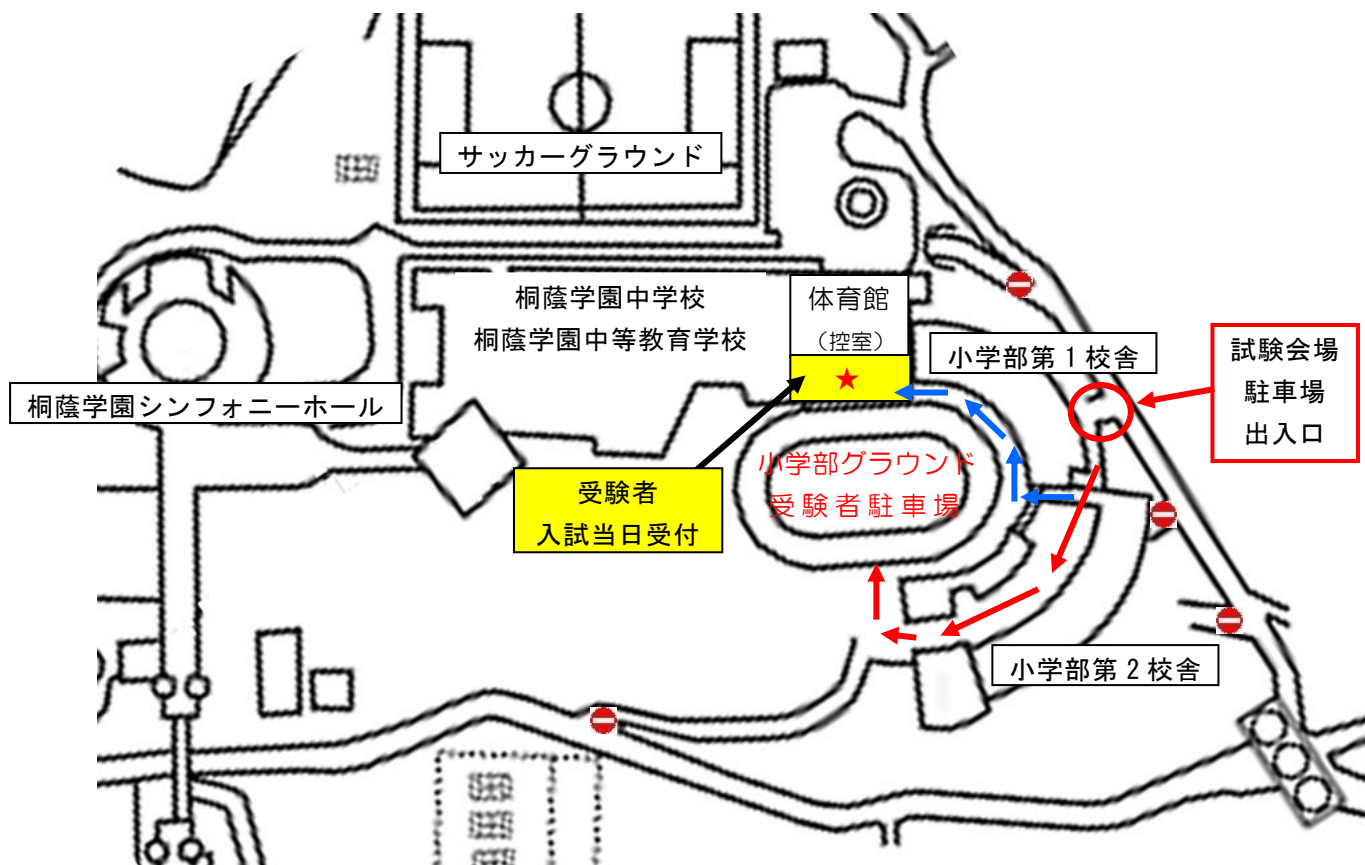 サッカーグラウンド
桐蔭学園中学校
桐蔭学園中等教育学校
体育館
（控室）
★
小学部第１校舎
試験会場
駐車場
出入口
桐蔭学園シンフォニーホール
小学部グラウンド
受験者駐車場
受験者
入試当日受付
小学部第２校舎